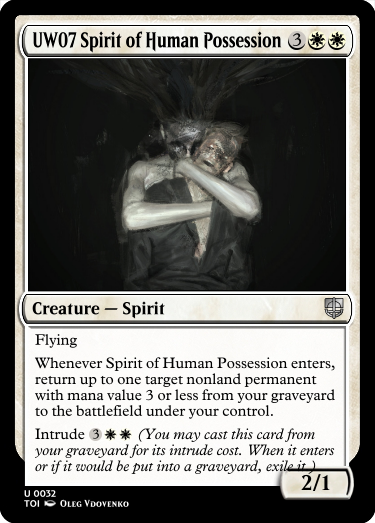 UW07 Spirit of Human Possession 3
Creature — Spirit
Flying
Whenever Spirit of Human Possession enters,
return up to one target nonland permanent
with mana value 3 or less from your graveyard
to the battlefield under your control.
Intrude 3 (You may cast this card from
your graveyard for its intrude cost. When it enters
or if it would be put into a graveyard, exile it.)
2/1
U 0032
TOI Oleg Vdovenko